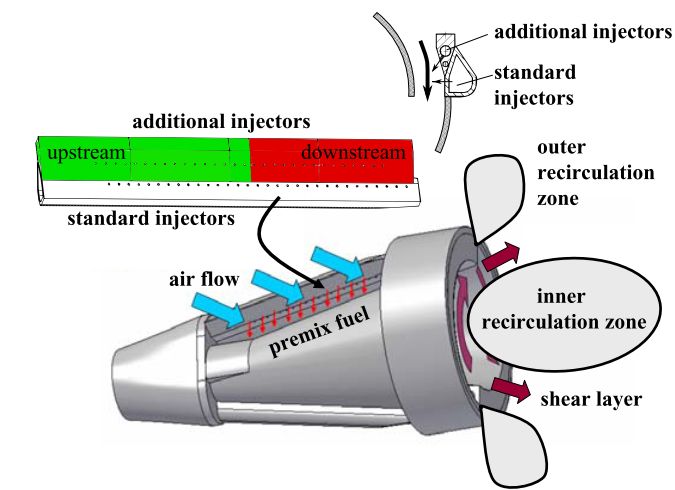 additional injectors
standard
injectors
additional injectors
upstream
downstream
standard injectors
outer
recirculation
zone
air flow
premix fuel
inner
recirculation zone
shear layer